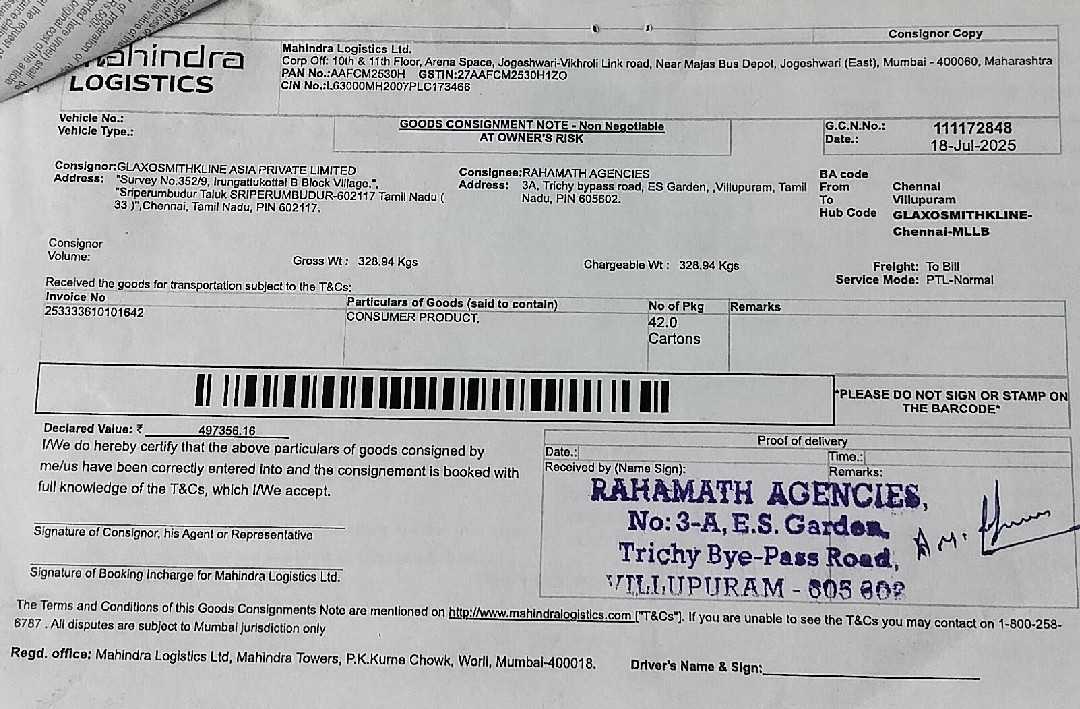 Consignor Copy
mahindra
LOGISTICS
Mahindra Logistics Ltd.
Corp Off: 10th & 11th Floor, Arena Space, Jogeshwari-Vikhroli Link road, Near Majas Bus Depot, Jogeshwari (East), Mumbai - 400060, Maharashtra
PAN No.:AAFCM2530H GSTIN:27AAFCM2530H1ZO
CIN No.:LG3000MH2007PLC173466
Vehicle No.:
Vehicle Type.:
GOODS CONSIGNMENT NOTE - Non Negotiable
AT OWNER'S RISK
G.C.N.No.: 111172848
Date.: 18-Jul-2025
Consignor:GLAXOSMITHKLINE ASIA PRIVATE LIMITED
Address: "Survey No.352/9, Irungattukottai B Block Village.",
"Sriperumbudur Taluk SRIPERUMBUDUR-602117 Tamil Nadu (
33 )",Chennai, Tamil Nadu, PIN 602117.
Consignee:RAHAMATH AGENCIES
Address: 3A, Trichy bypass road, ES Garden, ,Villupuram, Tamil
Nadu, PIN 605602.
BA code
From Chennai
To Villupuram
Hub Code GLAXOSMITHKLINE-
Chennai-MLLB
Consignor
Volume:
Gross Wt : 328.94 Kgs
Chargeable Wt : 328.94 Kgs
Freight: To Bill
Service Mode: PTL-Normal
Received the goods for transportation subject to the T&Cs:
Invoice No Particulars of Goods (said to contain) No of Pkg Remarks
253333610101642 CONSUMER PRODUCT. 42.0
Cartons
*PLEASE DO NOT SIGN OR STAMP ON
THE BARCODE*
Declared Value: ₹ 497356.16
I/We do hereby certify that the above particulars of goods consigned by
me/us have been correctly entered into and the consignement is booked with
full knowledge of the T&Cs, which I/We accept.
Signature of Consignor, his Agent or Representative
Signature of Booking Incharge for Mahindra Logistics Ltd.
Proof of delivery
Date.: Time.:
Received by (Name Sign): Remarks:
RAHAMATH AGENCIES,
No: 3-A, E.S. Garden,
Trichy Bye-Pass Road,
VILLUPURAM - 605 602
A.M.
The Terms and Conditions of this Goods Consignments Note are mentioned on http://www.mahindralogistics.com ["T&Cs"]. If you are unable to see the T&Cs you may contact on 1-800-258-
6787 . All disputes are subject to Mumbai jurisdiction only
Regd. office: Mahindra Logistics Ltd, Mahindra Towers, P.K.Kurne Chowk, Worli, Mumbai-400018.
Driver's Name & Sign: